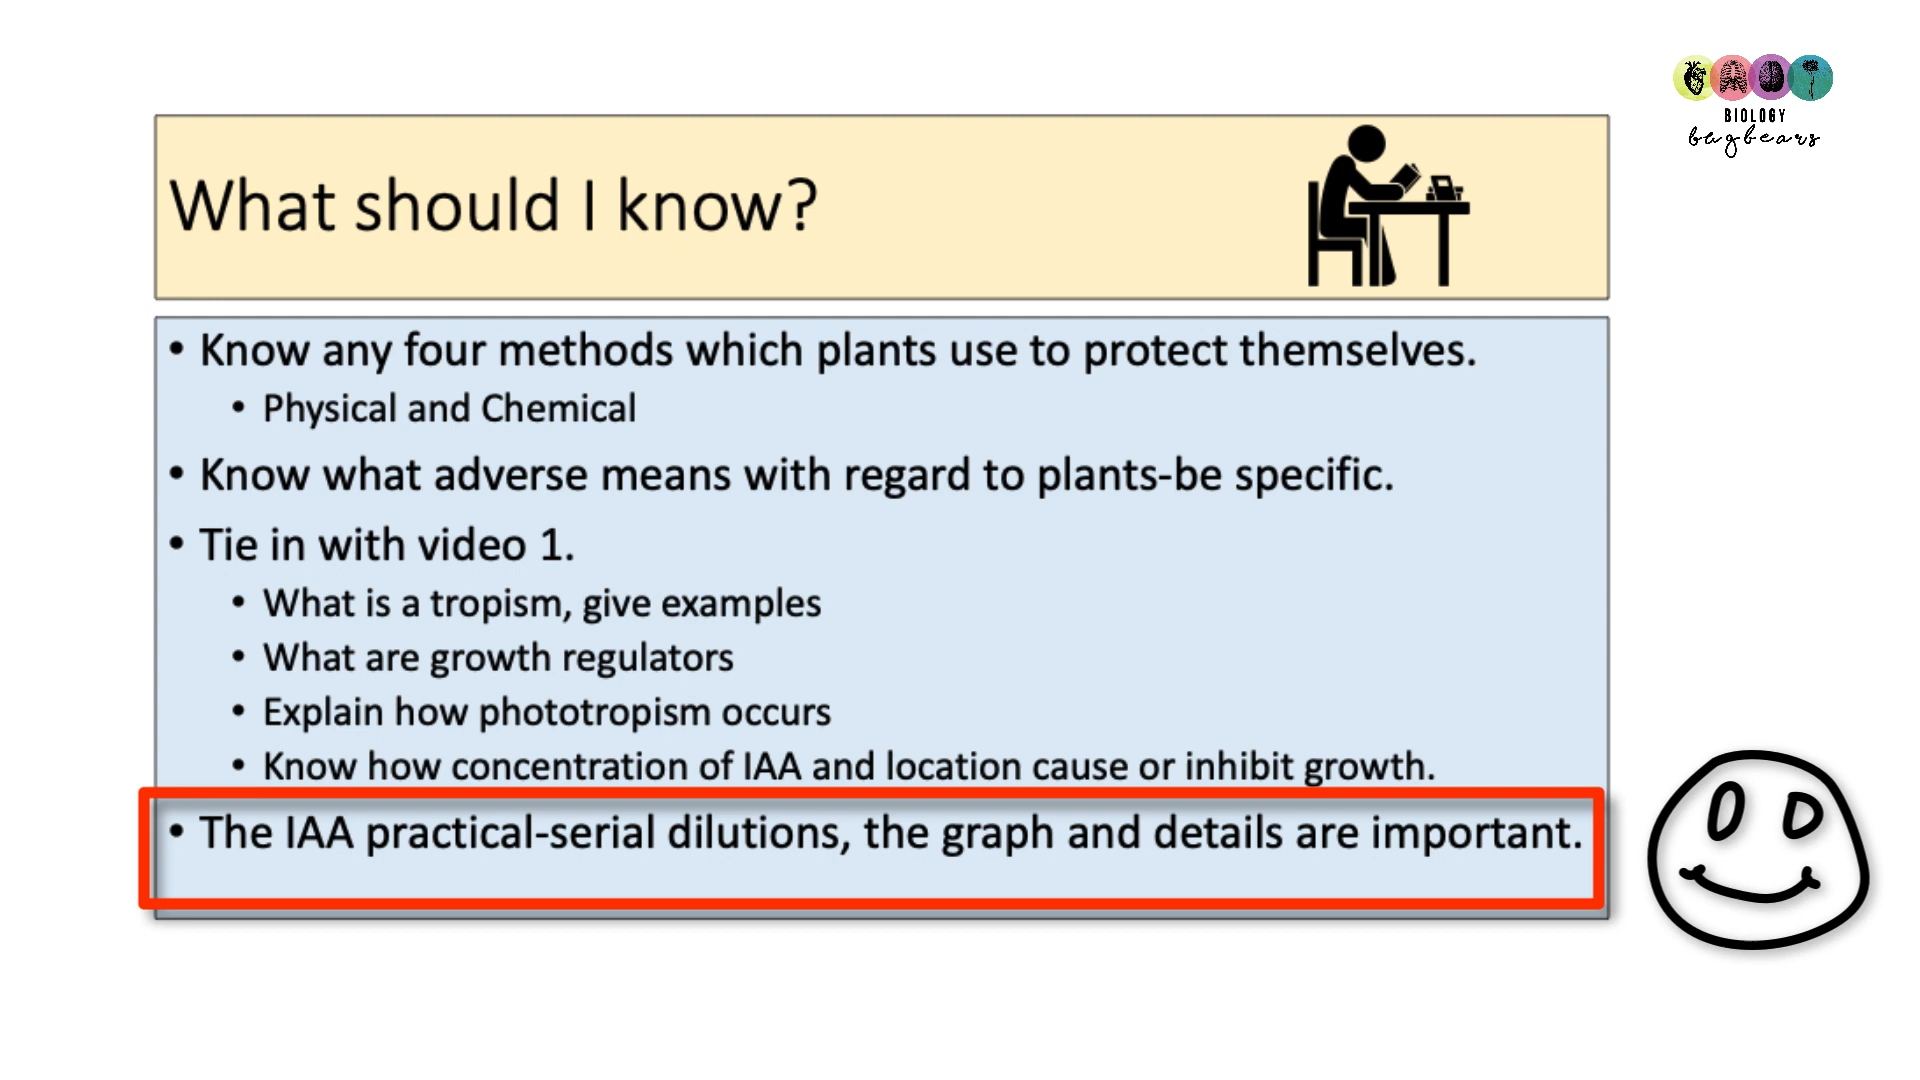 BIOLOGY
bugbears
What should I know?
• Know any four methods which plants use to protect themselves.
• Physical and Chemical
• Know what adverse means with regard to plants-be specific.
• Tie in with video 1.
• What is a tropism, give examples
• What are growth regulators
• Explain how phototropism occurs
• Know how concentration of IAA and location cause or inhibit growth.
• The IAA practical-serial dilutions, the graph and details are important.